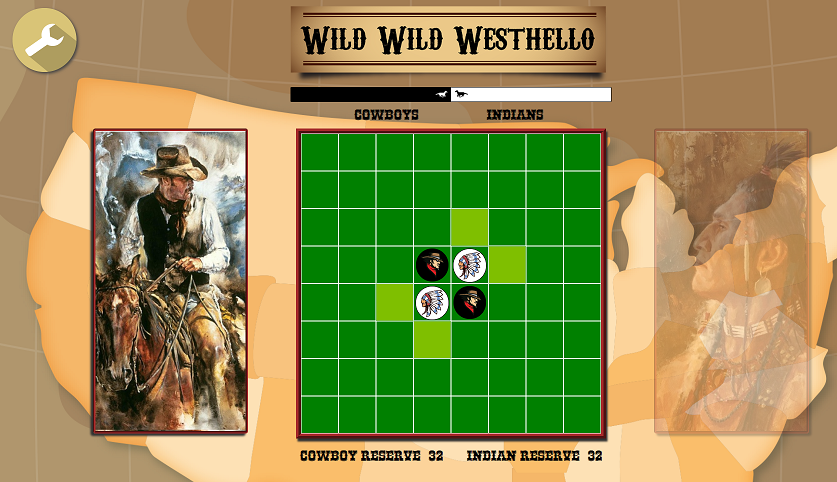 Wild Wild Westhello
COWBOYS INDIANS
COWBOY RESERVE 32 INDIAN RESERVE 32